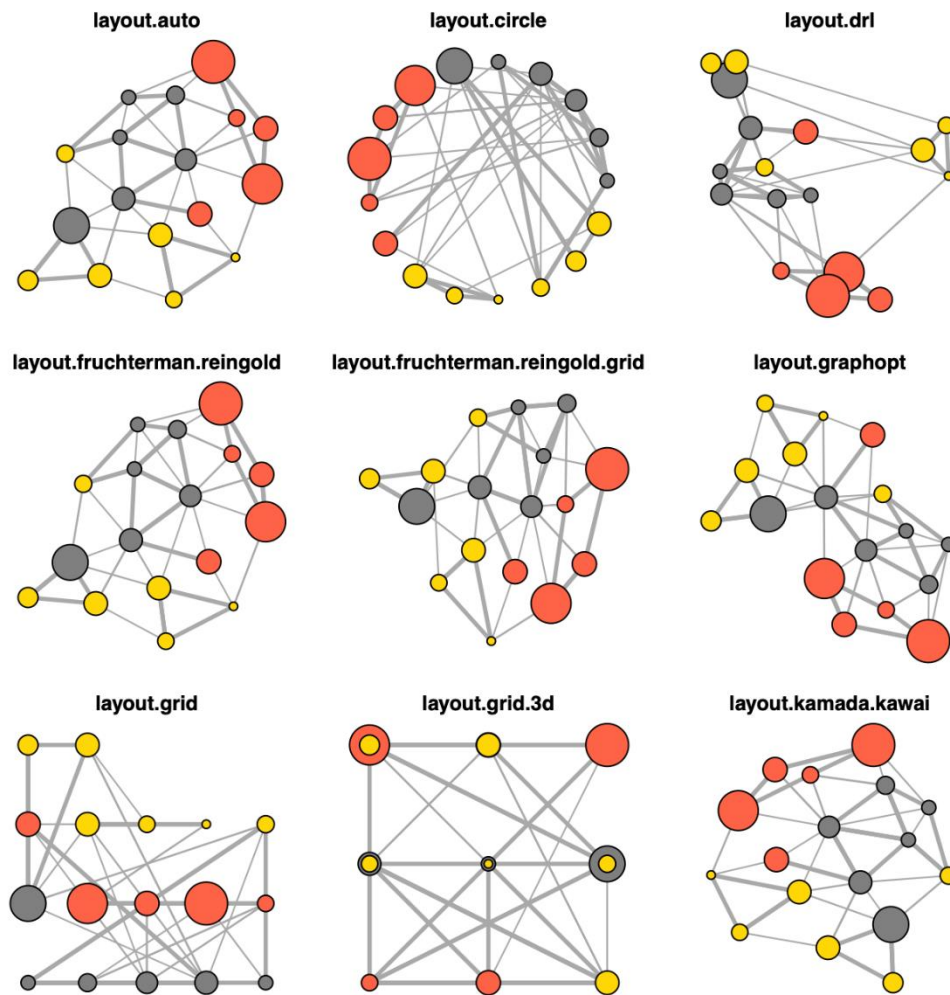 layout.auto
layout.circle
layout.drl
layout.fruchterman.reingold
layout.fruchterman.reingold.grid
layout.graphopt
layout.grid
layout.grid.3d
layout.kamada.kawai